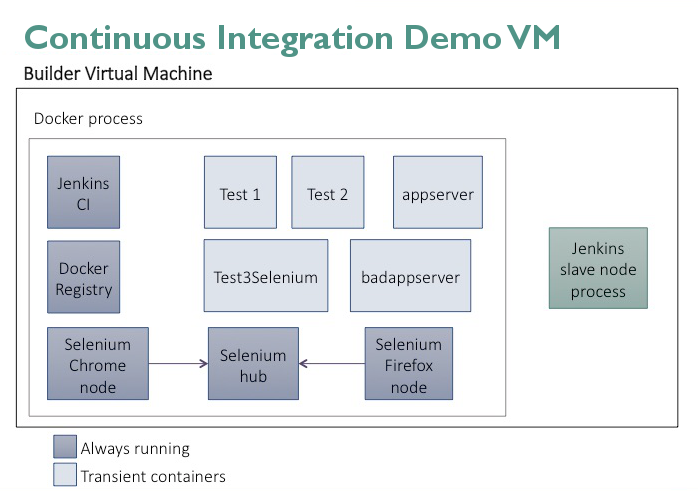 Continuous Integration Demo VM
Builder Virtual Machine
Docker process
Jenkins
CI
Test 1
Test 2
appserver
Docker
Registry
Test3Selenium
badappserver
Jenkins
slave node
process
Selenium
Chrome
node
Selenium
hub
Selenium
Firefox
node
Always running
Transient containers